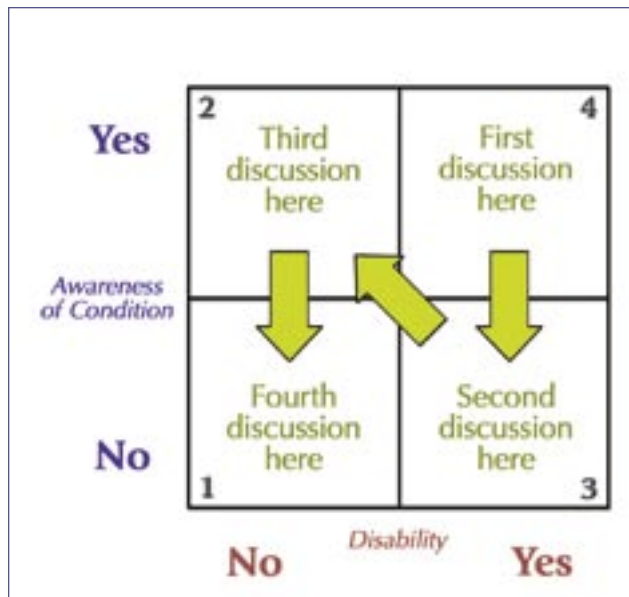 2
4
Yes
Third
discussion
here
First
discussion
here
Awareness
of Condition
Fourth
discussion
here
Second
discussion
here
No
1
3
Disability
No
Yes